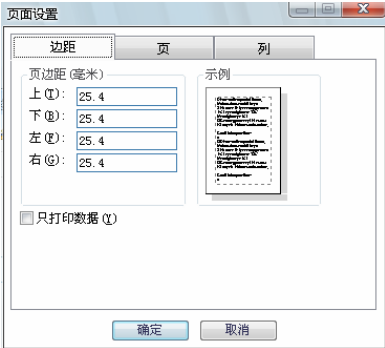 页面设置
边距
页
列
页边距(毫米)
示例
上(T): 25.4
下(B): 25.4
左(F): 25.4
右(G): 25.4
只打印数据(Y)
确定
取消